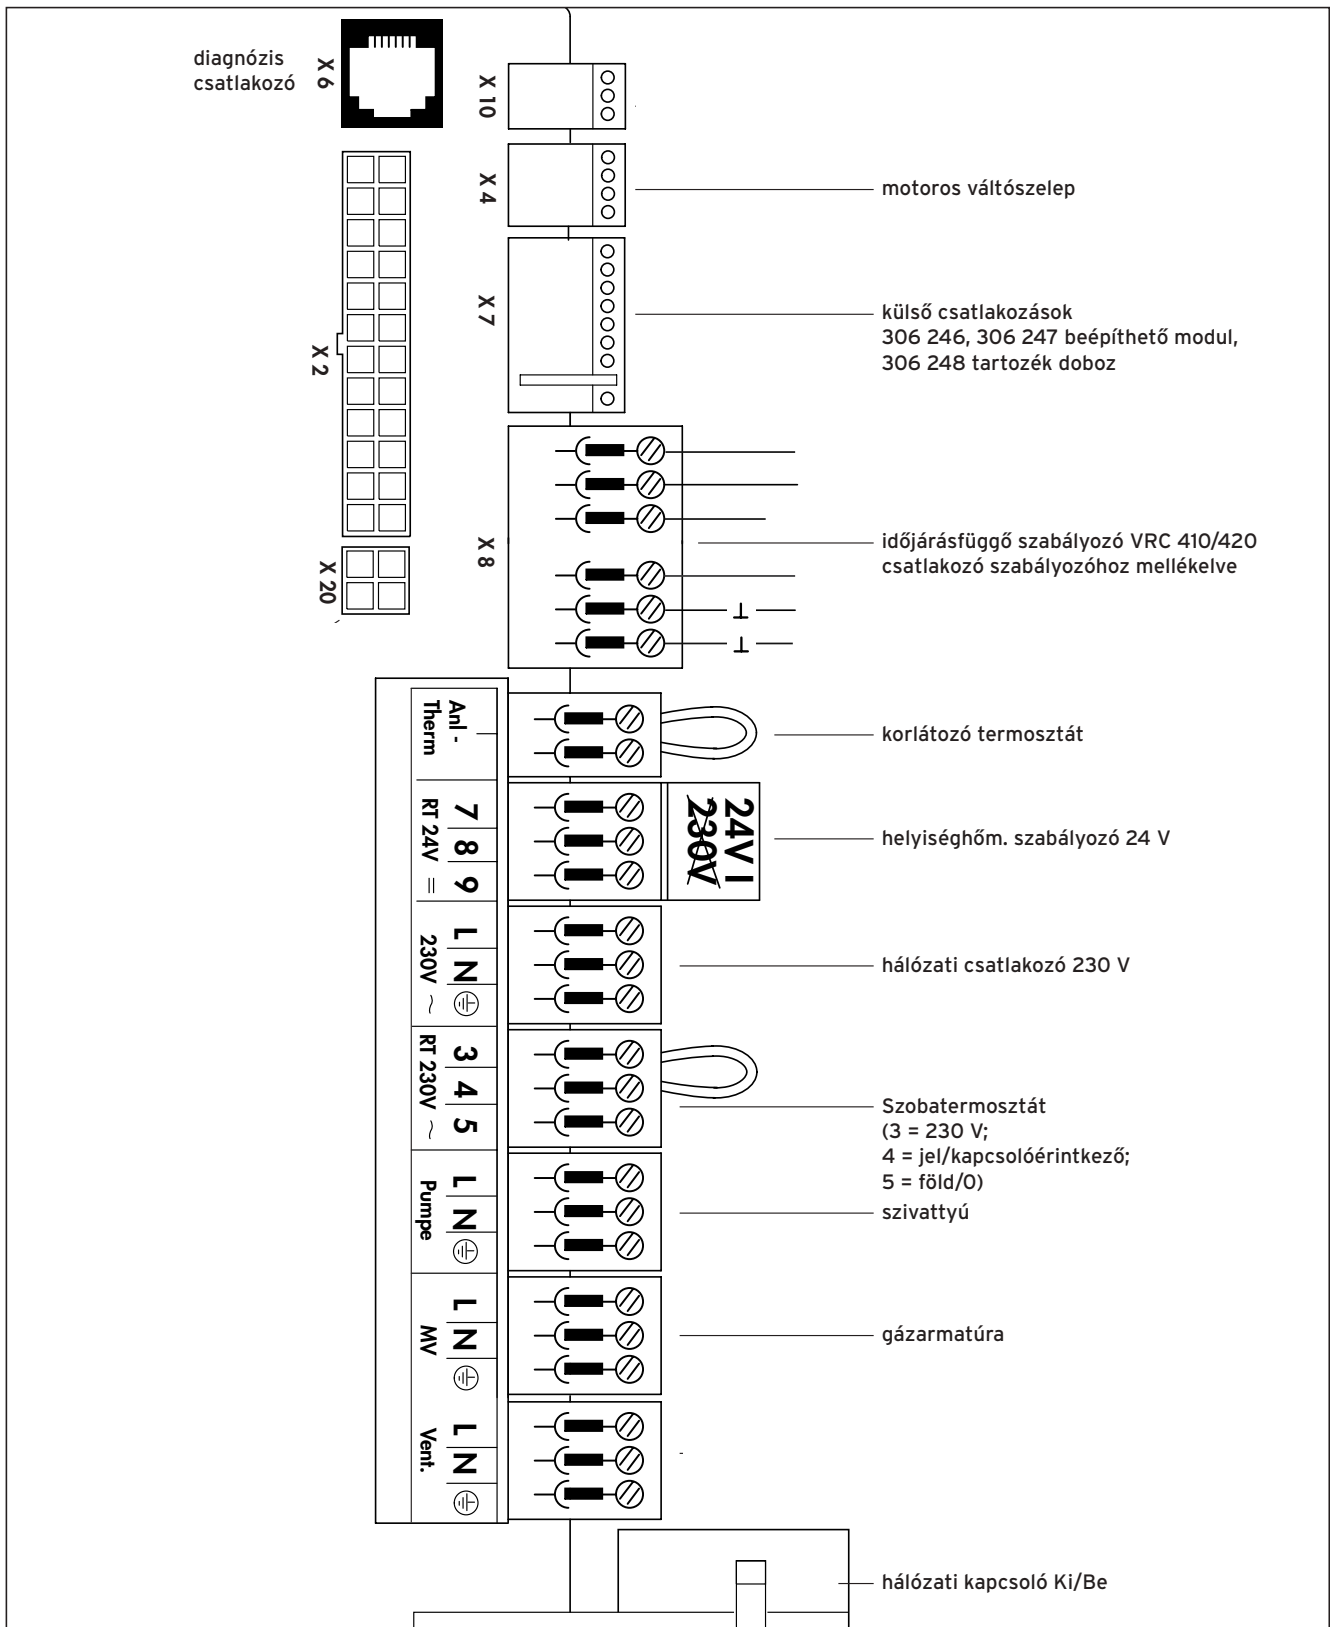 diagnózis
csatlakozó
X 6
X 10
X 4
motoros váltószelep
X 7
külső csatlakozások
306 246, 306 247 beépíthető modul,
306 248 tartozék doboz
X 2
X 8
időjárásfüggő szabályozó VRC 410/420
csatlakozó szabályozóhoz mellékelve
X 20
Anl -
Therm
korlátozó termosztát
7 8 9
RT 24V =
24V !
230V
helyiséghőm. szabályozó 24 V
L N
230V ~
hálózati csatlakozó 230 V
3 4 5
RT 230V ~
Szobatermosztát
(3 = 230 V;
4 = jel/kapcsolóérintkező;
5 = föld/0)
L N
Pumpe
szivattyú
L N
MV
gázarmatúra
L N
Vent.
hálózati kapcsoló Ki/Be